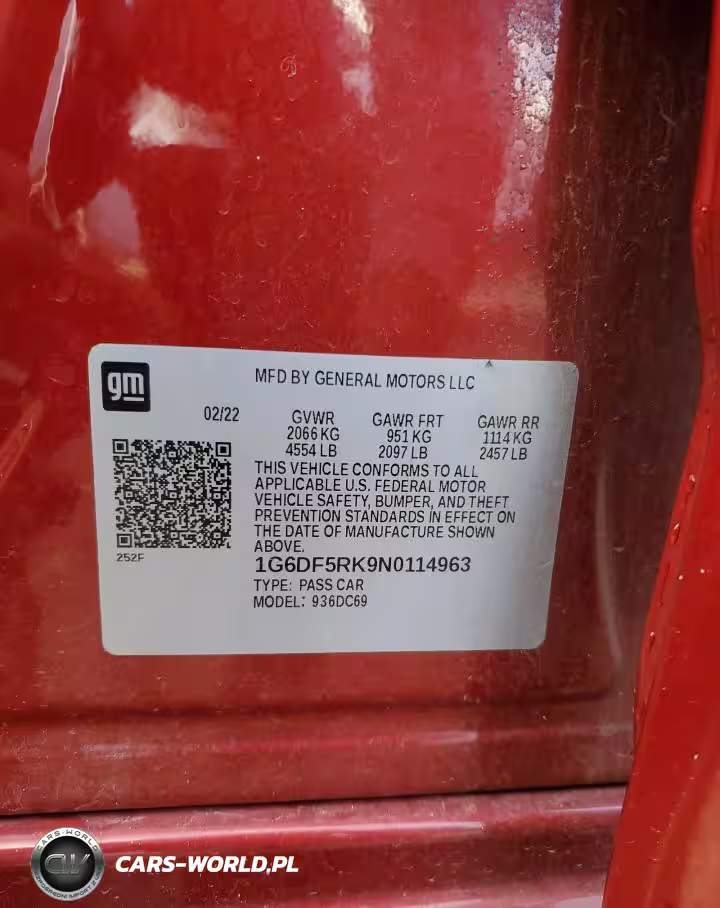 gm
MFD BY GENERAL MOTORS LLC
02/22 GVWR GAWR FRT GAWR RR
2066 KG 951 KG 1114 KG
4554 LB 2097 LB 2457 LB
THIS VEHICLE CONFORMS TO ALL
APPLICABLE U.S. FEDERAL MOTOR
VEHICLE SAFETY, BUMPER, AND THEFT
PREVENTION STANDARDS IN EFFECT ON
THE DATE OF MANUFACTURE SHOWN
ABOVE.
252F
1G6DF5RK9N0114963
TYPE: PASS CAR
MODEL: 936DC69
CARS-WORLD
CW
CARS-WORLD.PL